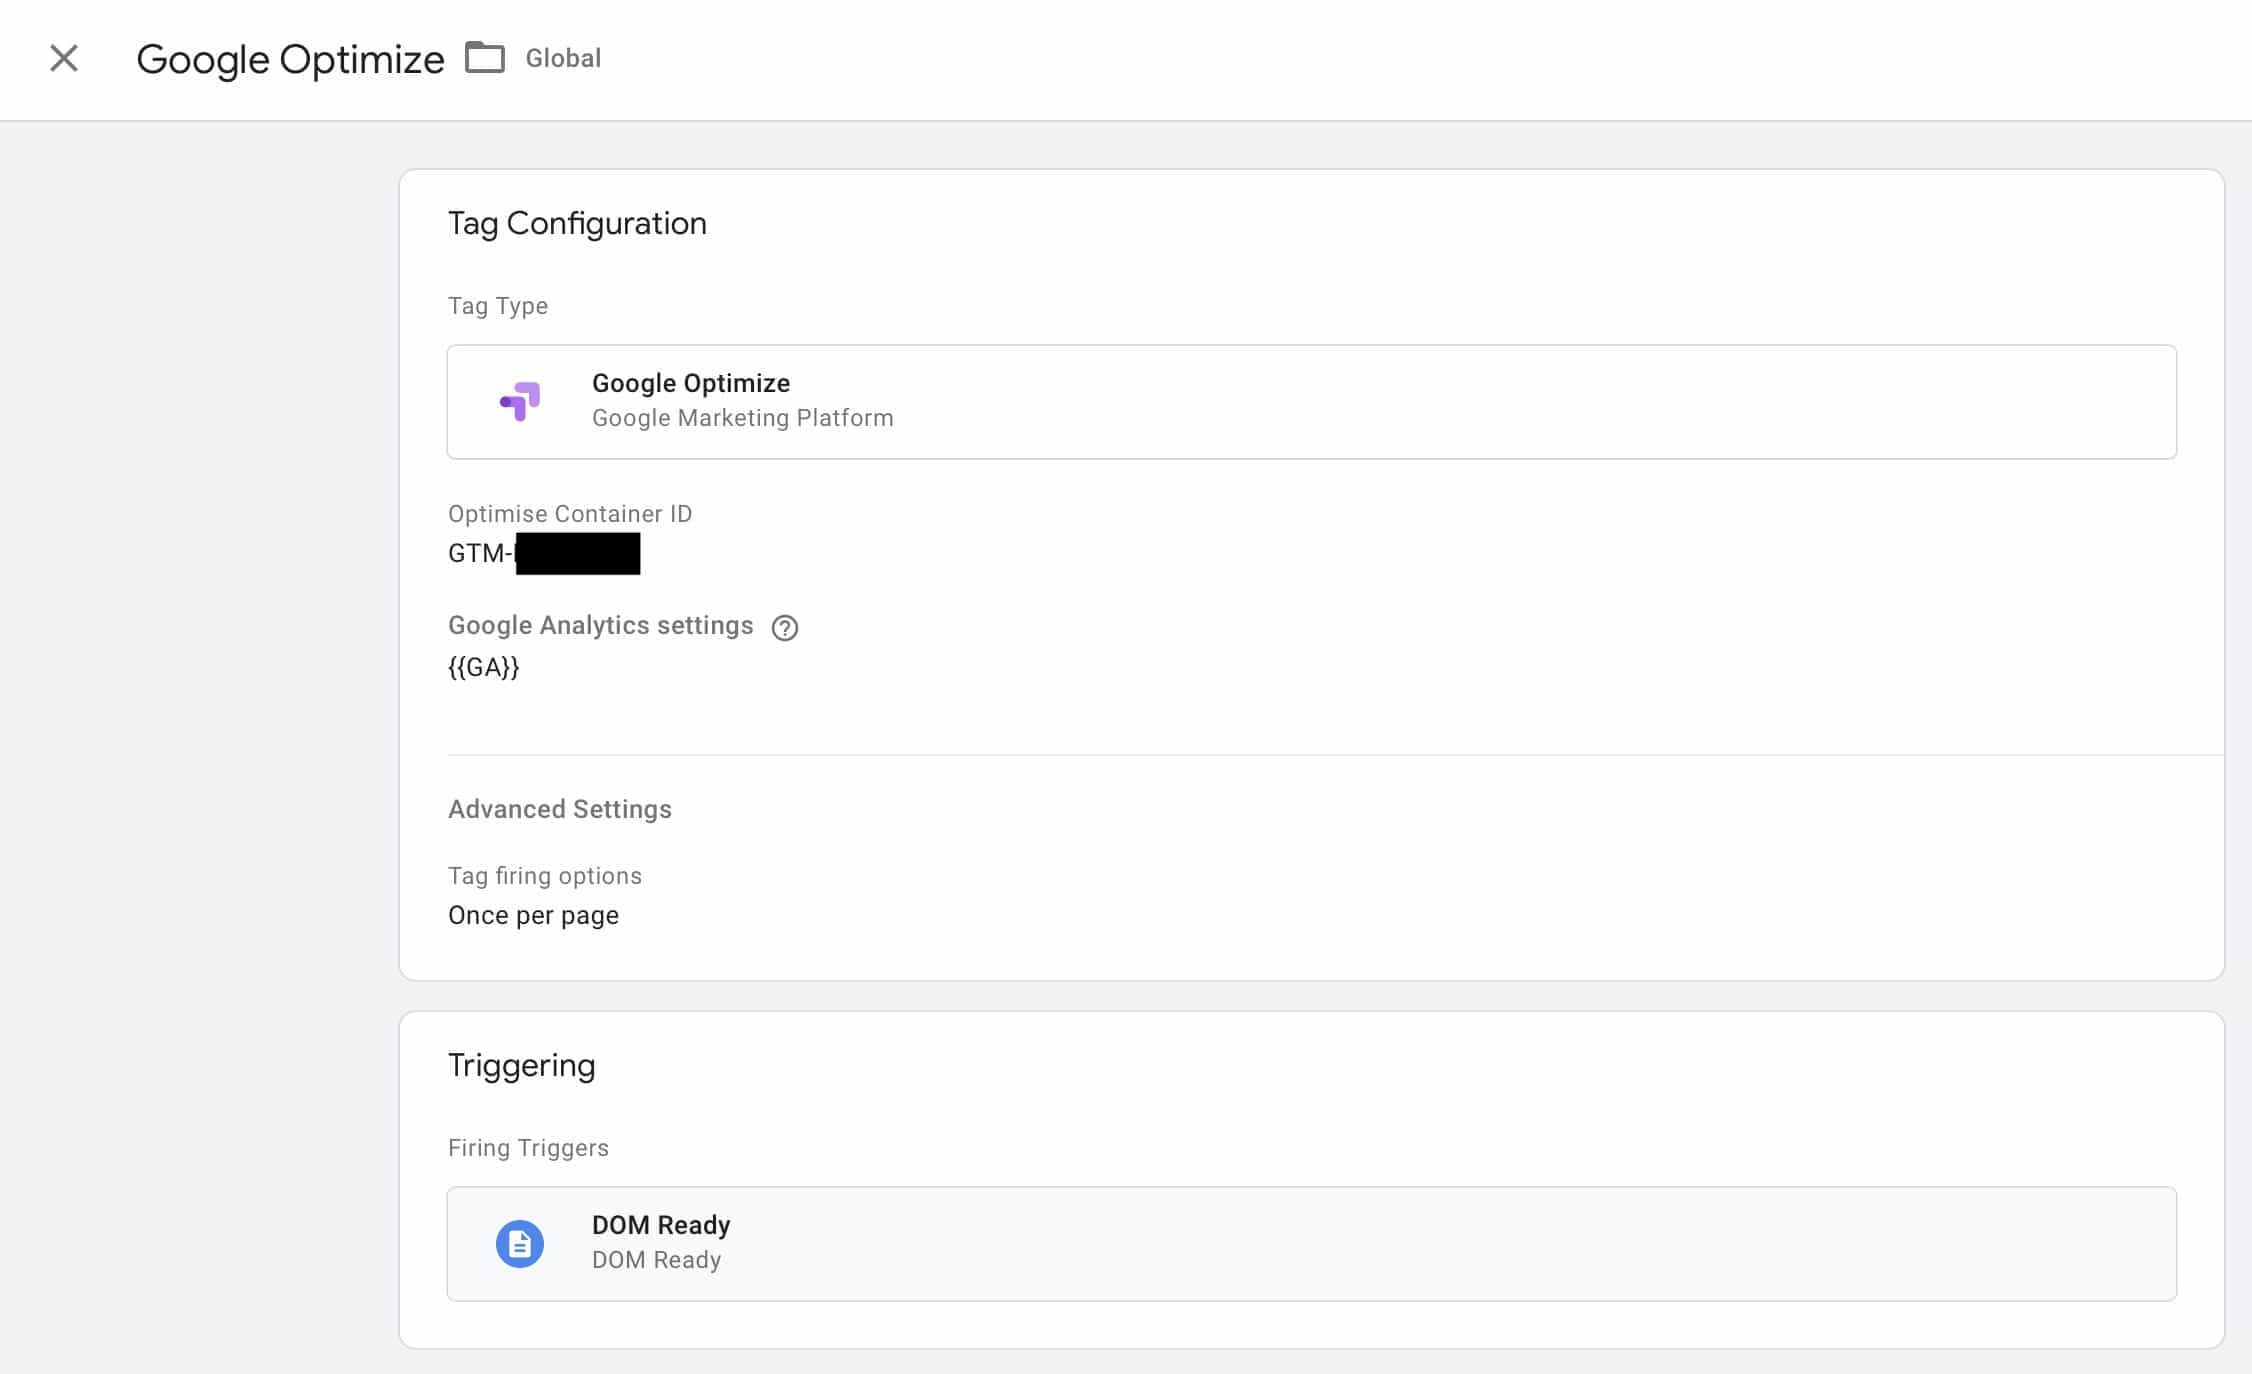 Google Optimize Global
Tag Configuration
Tag Type
Google Optimize
Google Marketing Platform
Optimise Container ID
GTM-
Google Analytics settings
{{GA}}
Advanced Settings
Tag firing options
Once per page
Triggering
Firing Triggers
DOM Ready
DOM Ready